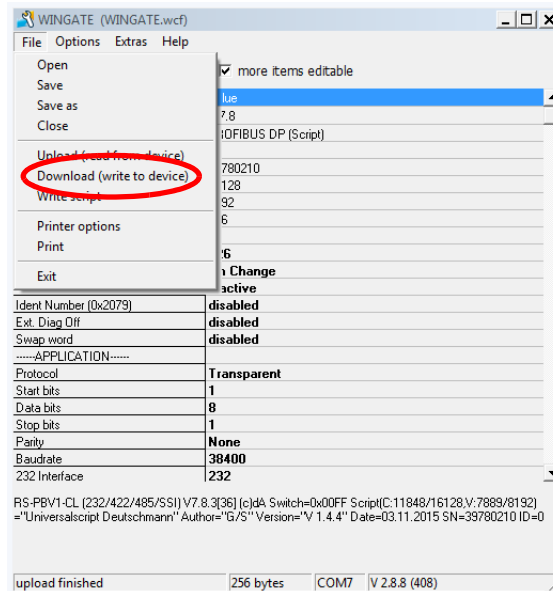 WINGATE (WINGATE.wcf)
File Options Extras Help
Open
Save
Save as
Close
Upload (read from device)
Download (write to device)
Write script
Printer options
Print
Exit
more items editable
7.8
(Script)
780210
128
92
6
26
Change
active
Ident Number (0x2079) disabled
Ext. Diag Off disabled
Swap word disabled
------APPLICATION------
Protocol Transparent
Start bits 1
Data bits 8
Stop bits 1
Parity None
Baudrate 38400
232 Interface 232
RS-PBV1-CL (232/422/485/SSI) V7.8.3[36] (c)dA Switch=0x00FF Script(C:11848/16128,V:7889/8192)
="Universalscript Deutschmann" Author="G/S" Version="V 1.4.4" Date=03.11.2015 SN=39780210 ID=0
upload finished 256 bytes COM7 V 2.8.8 (408)